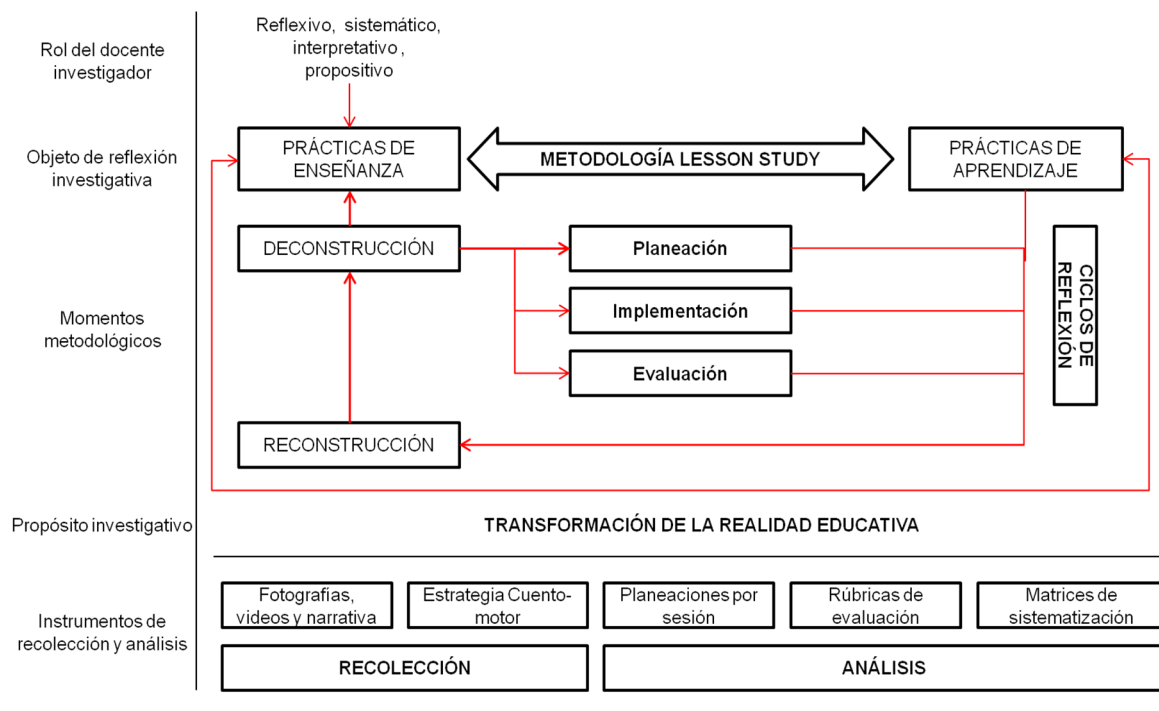 Rol del docente
investigador
Reflexivo, sistemático,
interpretativo ,
propositivo
Objeto de reflexión
investigativa
PRÁCTICAS DE
ENSEÑANZA
METODOLOGÍA LESSON STUDY
PRÁCTICAS DE
APRENDIZAJE
Momentos
metodológicos
DECONSTRUCCIÓN
Planeación
Implementación
Evaluación
CICLOS DE
REFLEXIÓN
RECONSTRUCCIÓN
Propósito investigativo
TRANSFORMACIÓN DE LA REALIDAD EDUCATIVA
Instrumentos de
recolección y análisis
Fotografías,
videos y narrativa
Estrategia Cuento-
motor
Planeaciones por
sesión
Rúbricas de
evaluación
Matrices de
sistematización
RECOLECCIÓN
ANÁLISIS